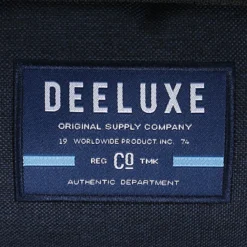 DEELUXE
ORIGINAL SUPPLY COMPANY
19 WORLDWIDE PRODUCT INC. 74
REG CO TMK
AUTHENTIC DEPARTMENT